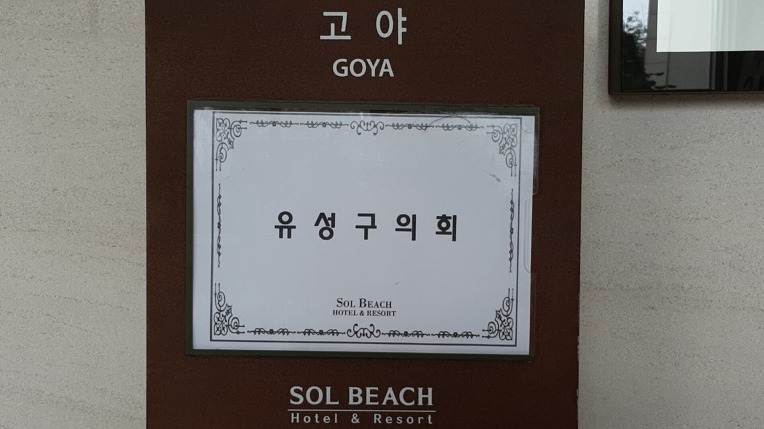 고야
GOYA
유성구의회
SOL BEACH
HOTEL & RESORT
SOL BEACH
Hotel & Resort